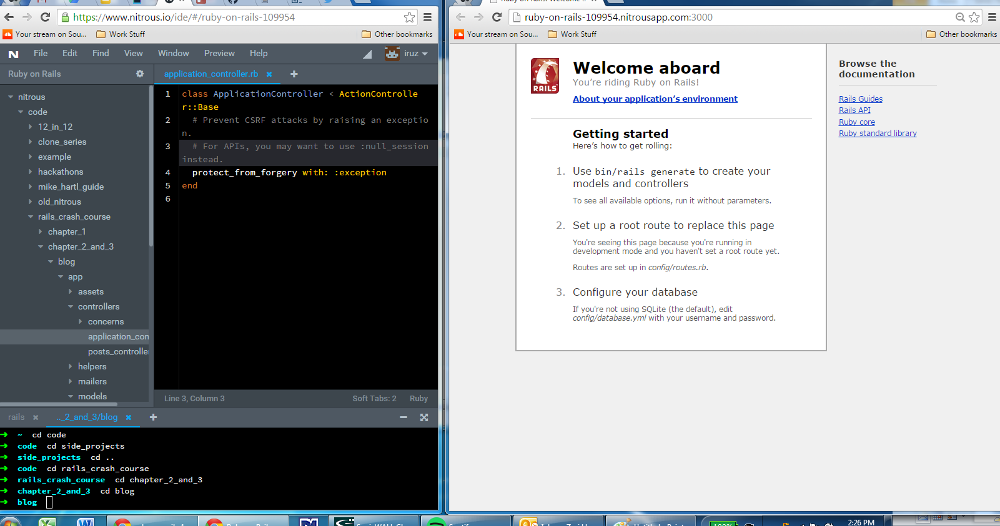 https://www.nitrous.io/ide/#/ruby-on-rails-109954
Your stream on Sou...
Work Stuff
Other bookmarks
N File Edit Find View Window Preview Help
iruz
Ruby on Rails
nitrous
code
12_in_12
clone_series
example
hackathons
mike_hartl_guide
old_nitrous
rails_crash_course
chapter_1
chapter_2_and_3
blog
app
assets
controllers
concerns
application_con
posts_controlle
helpers
mailers
models
application_controller.rb
1 class ApplicationController < ActionControlle
r::Base
2 # Prevent CSRF attacks by raising an exceptio
n.
3 # For APIs, you may want to use :null_session
instead.
4 protect_from_forgery with: :exception
5 end
6
Line 3, Column 3
Soft Tabs: 2
Ruby
rails
.._2_and_3/blog
~ cd code
code cd side_projects
side_projects cd ..
code cd rails_crash_course
rails_crash_course cd chapter_2_and_3
chapter_2_and_3 cd blog
blog
ruby-on-rails-109954.nitrousapp.com:3000
Your stream on Sou...
Work Stuff
Other bookmarks
RAILS
Welcome aboard
You’re riding Ruby on Rails!
About your application’s environment
Getting started
Here’s how to get rolling:
1. Use bin/rails generate to create your
models and controllers
To see all available options, run it without parameters.
2. Set up a root route to replace this page
You're seeing this page because you're running in
development mode and you haven't set a root route yet.
Routes are set up in config/routes.rb.
3. Configure your database
If you're not using SQLite (the default), edit
config/database.yml with your username and password.
Browse the
documentation
Rails Guides
Rails API
Ruby core
Ruby standard library
100%
2:26 PM